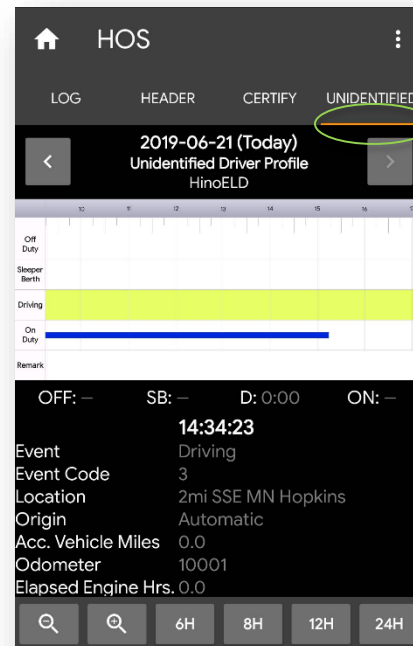 HOS
LOG HEADER CERTIFY UNIDENTIFIED
2019-06-21 (Today)
Unidentified Driver Profile
HinoELD
10 11 12 13 14 15 16
Off
Duty
Sleeper
Berth
Driving
On
Duty
Remark
OFF: – SB: – D: 0:00 ON: –
14:34:23
Event Driving
Event Code 3
Location 2mi SSE MN Hopkins
Origin Automatic
Acc. Vehicle Miles 0.0
Odometer 10001
Elapsed Engine Hrs. 0.0
6H 8H 12H 24H